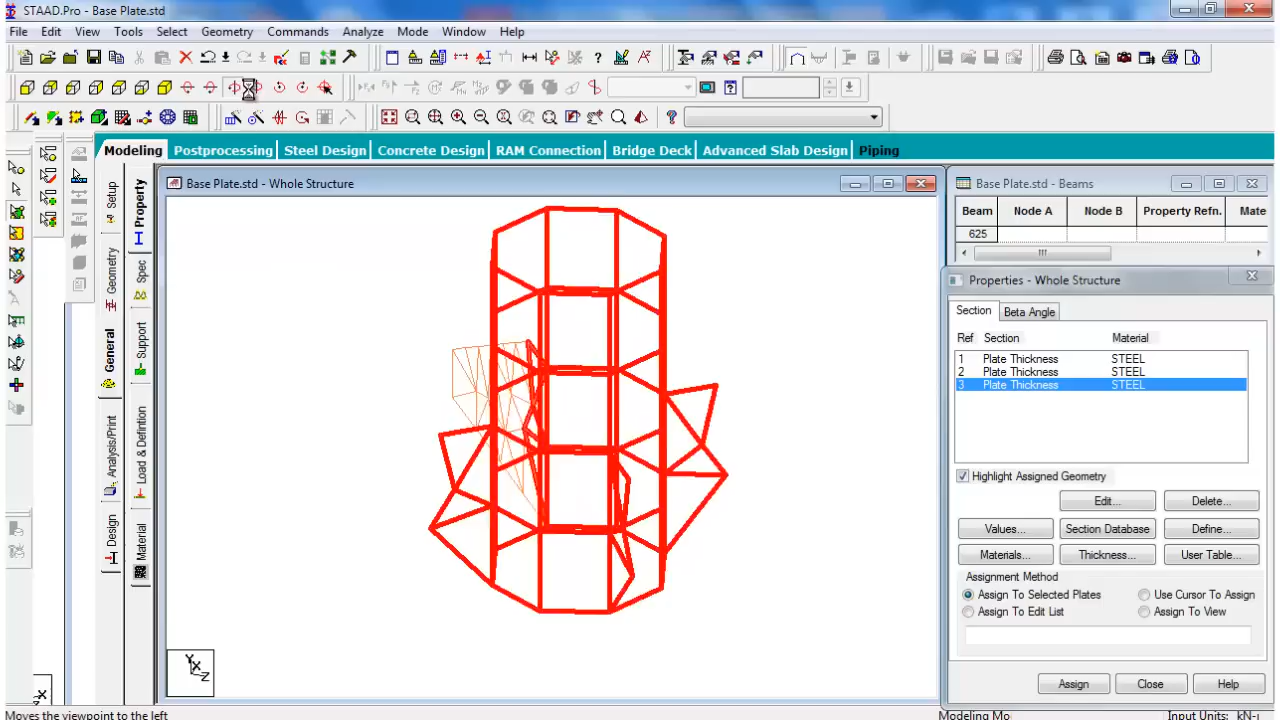 STAAD.Pro - Base Plate.std
File Edit View Tools Select Geometry Commands Analyze Mode Window Help
Modeling Postprocessing Steel Design Concrete Design RAM Connection Bridge Deck Advanced Slab Design Piping
Setup
Geometry
General
Analysis/Print
Design
Property
Spec
Support
Load & Definition
Material
Base Plate.std - Whole Structure
Y X Z
X
Base Plate.std - Beams
Beam Node A Node B Property Refn. Mate
625
Properties - Whole Structure
Section Beta Angle
Ref Section Material
1 Plate Thickness STEEL
2 Plate Thickness STEEL
3 Plate Thickness STEEL
Highlight Assigned Geometry
Edit... Delete...
Values... Section Database Define...
Materials... Thickness... User Table...
Assignment Method
Assign To Selected Plates Use Cursor To Assign
Assign To Edit List Assign To View
Assign Close Help
Moves the viewpoint to the left Modeling Mo Input Units: kN-